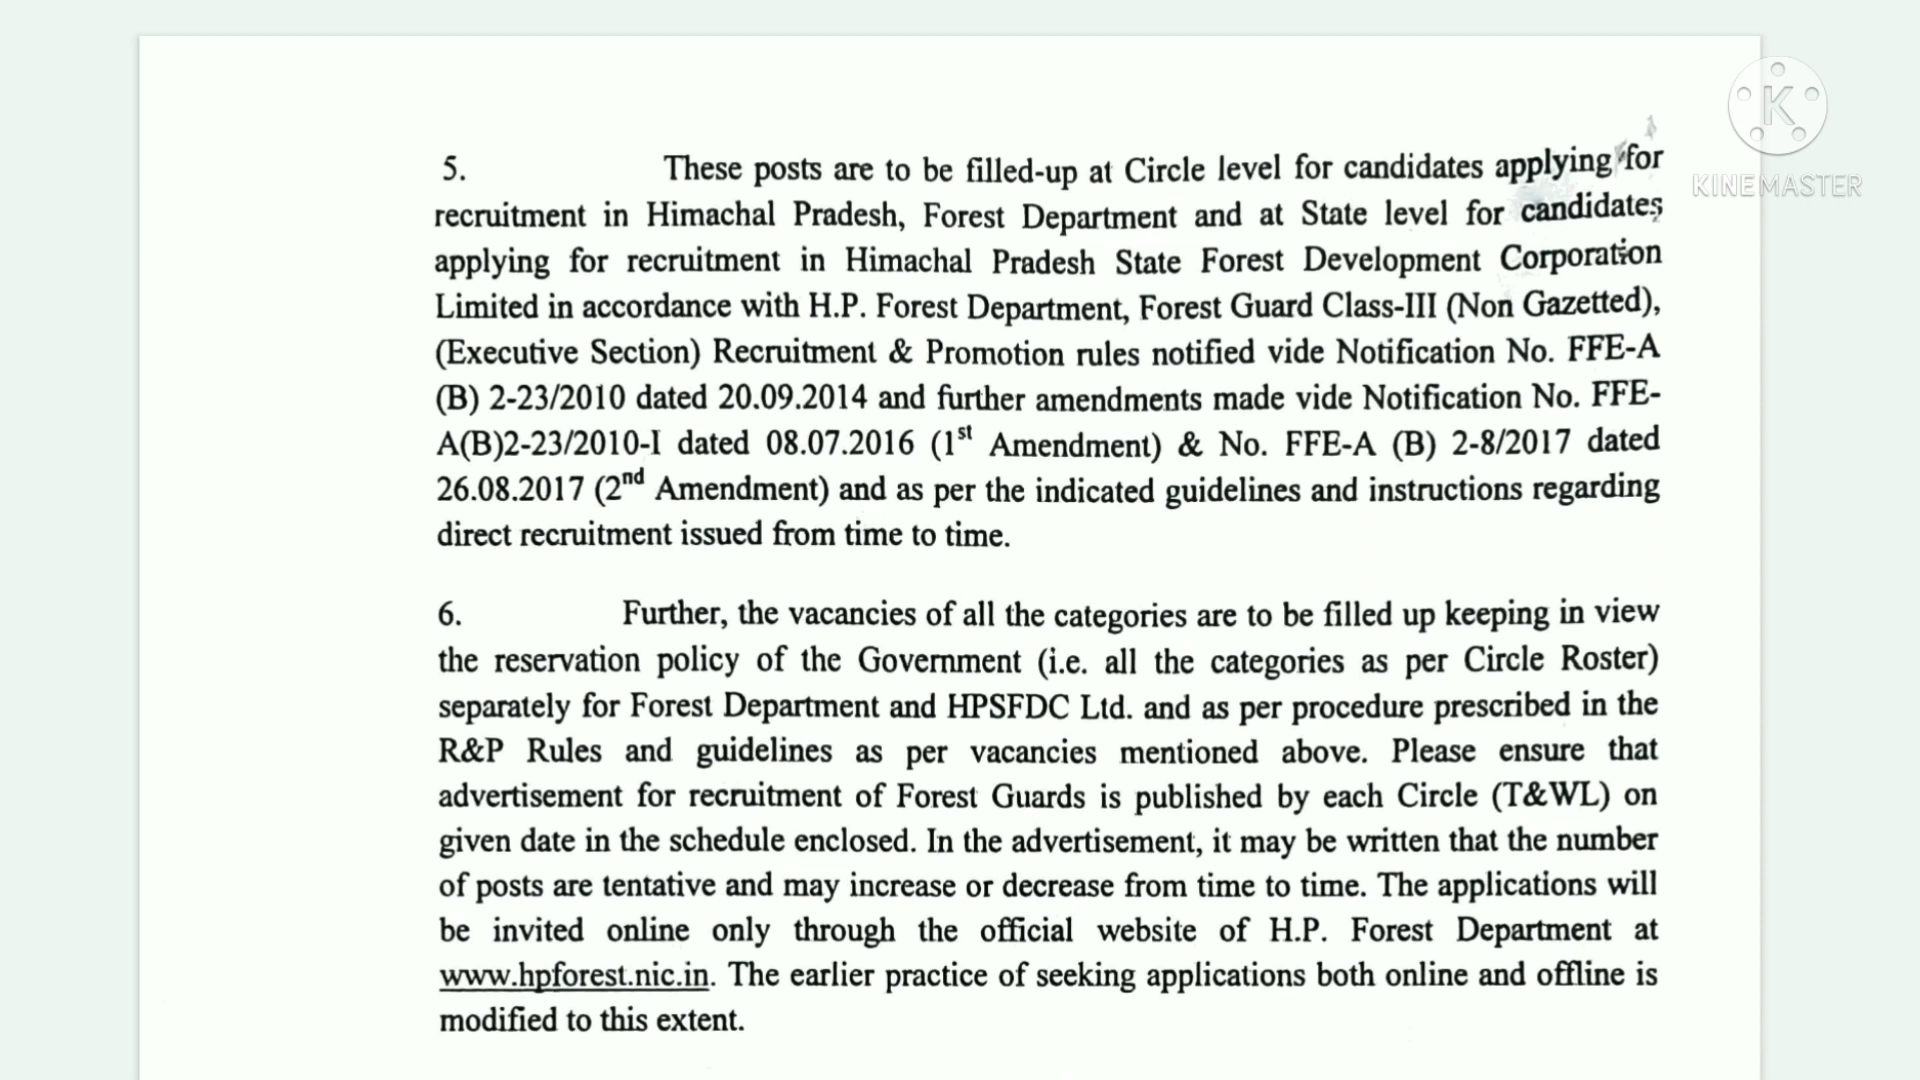 5. These posts are to be filled-up at Circle level for candidates applying for
recruitment in Himachal Pradesh, Forest Department and at State level for candidates
applying for recruitment in Himachal Pradesh State Forest Development Corporation
Limited in accordance with H.P. Forest Department, Forest Guard Class-III (Non Gazetted),
(Executive Section) Recruitment & Promotion rules notified vide Notification No. FFE-A
(B) 2-23/2010 dated 20.09.2014 and further amendments made vide Notification No. FFE-
A(B)2-23/2010-I dated 08.07.2016 (1st Amendment) & No. FFE-A (B) 2-8/2017 dated
26.08.2017 (2nd Amendment) and as per the indicated guidelines and instructions regarding
direct recruitment issued from time to time.
6. Further, the vacancies of all the categories are to be filled up keeping in view
the reservation policy of the Government (i.e. all the categories as per Circle Roster)
separately for Forest Department and HPSFDC Ltd. and as per procedure prescribed in the
R&P Rules and guidelines as per vacancies mentioned above. Please ensure that
advertisement for recruitment of Forest Guards is published by each Circle (T&WL) on
given date in the schedule enclosed. In the advertisement, it may be written that the number
of posts are tentative and may increase or decrease from time to time. The applications will
be invited online only through the official website of H.P. Forest Department at
www.hpforest.nic.in. The earlier practice of seeking applications both online and offline is
modified to this extent.
K
KINEMASTER